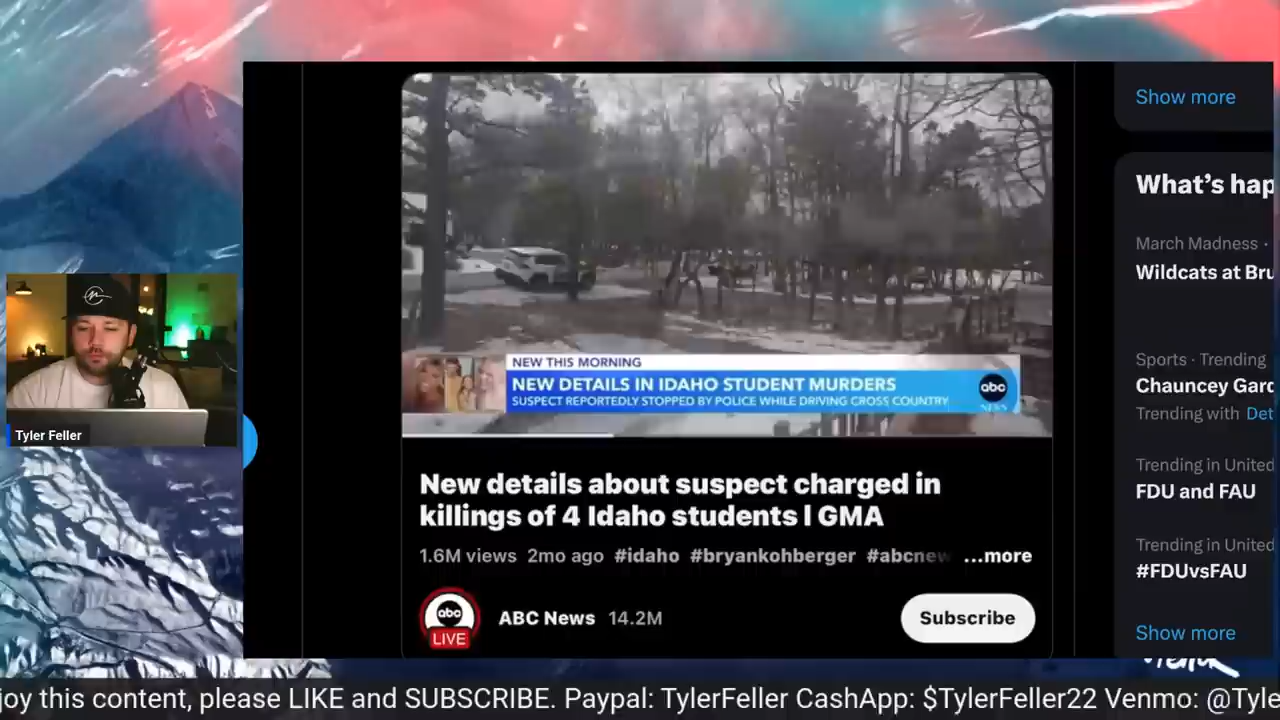 Show more
What's hap
March Madness ·
Wildcats at Bru
Sports · Trending
Chauncey Gard
Trending with Det
Trending in United
FDU and FAU
Trending in United
#FDUvsFAU
Show more
NEW THIS MORNING
NEW DETAILS IN IDAHO STUDENT MURDERS
SUSPECT REPORTEDLY STOPPED BY POLICE WHILE DRIVING CROSS COUNTRY
abc
NEWS
New details about suspect charged in
killings of 4 Idaho students l GMA
1.6M views 2mo ago #idaho #bryankohberger #abcnew ...more
abc
LIVE
ABC News 14.2M
Subscribe
Tyler Feller
joy this content, please LIKE and SUBSCRIBE. Paypal: TylerFeller CashApp: $TylerFeller22 Venmo: @Tyle